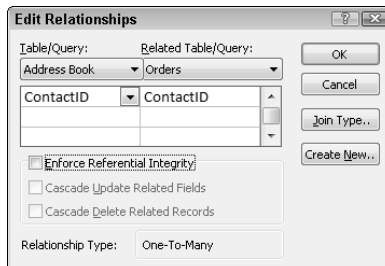 Edit Relationships
Table/Query: Related Table/Query:
Address Book Orders
ContactID ContactID
Enforce Referential Integrity
Cascade Update Related Fields
Cascade Delete Related Records
Relationship Type: One-To-Many
OK
Cancel
Join Type..
Create New..